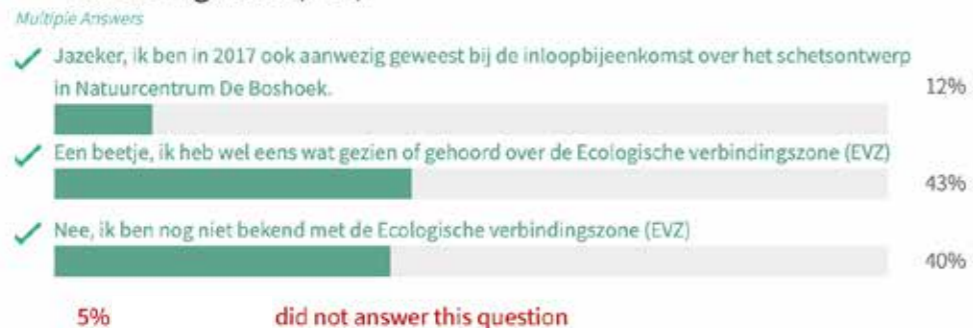 Multiple Answers
Jazeker, ik ben in 2017 ook aanwezig geweest bij de inloopbijeenkomst over het schetsontwerp
in Natuurcentrum De Boshoek.
12%
Een beetje, ik heb wel eens wat gezien of gehoord over de Ecologische verbindingszone (EVZ)
43%
Nee, ik ben nog niet bekend met de Ecologische verbindingszone (EVZ)
40%
5% did not answer this question